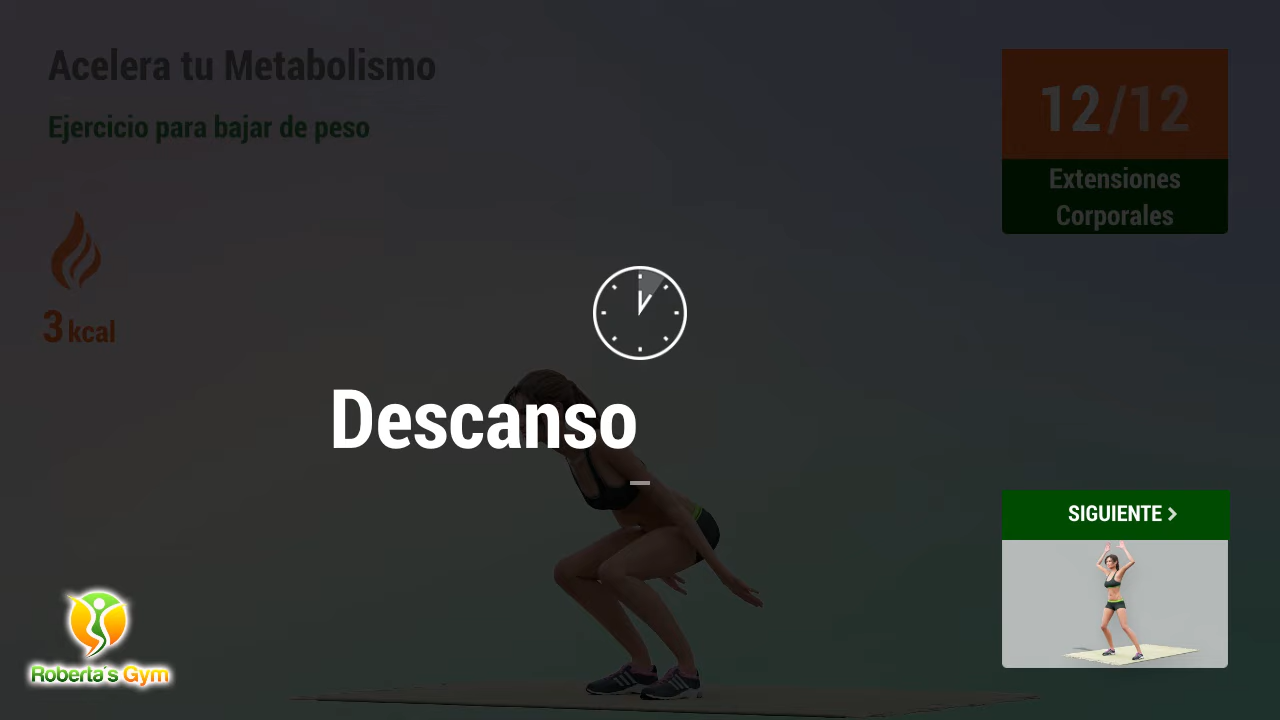 Acelera tu Metabolismo
Ejercicio para bajar de peso
12/12
Extensiones
Corporales
3 kcal
Descanso
SIGUIENTE >
Roberta´s Gym